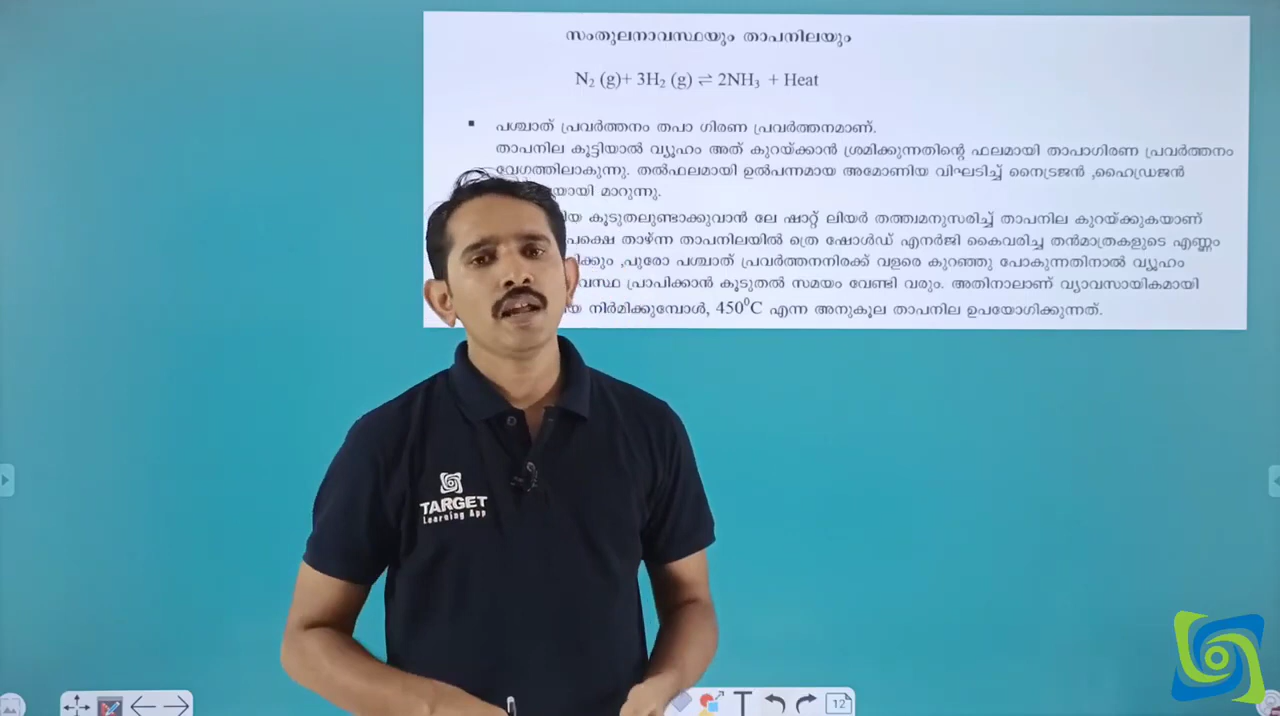 സംതുലനാവസ്ഥയും താപനിലയും
N₂ (g)+ 3H₂ (g) ⇌ 2NH₃ + Heat
▪ പശ്ചാത് പ്രവർത്തനം തപാ ഗിരണ പ്രവർത്തനമാണ്.
താപനില കൂട്ടിയാൽ വ്യൂഹം അത് കുറയ്ക്കാൻ ശ്രമിക്കുന്നതിന്റെ ഫലമായി താപാഗിരണ പ്രവർത്തനം
വേഗത്തിലാകുന്നു. തൽഫലമായി ഉൽപന്നമായ അമോണിയ വിഘടിച്ച് നൈട്രജൻ ,ഹൈഡ്രജൻ
മാറുന്നു.
കൂടുതലുണ്ടാക്കുവാൻ ലേ ഷാറ്റ് ലിയർ തത്ത്വമനുസരിച്ച് താപനില കുറയ്ക്കുകയാണ്
പക്ഷെ താഴ്ന്ന താപനിലയിൽ ത്രെ ഷോൾഡ് എനർജി കൈവരിച്ച തൻമാത്രകളുടെ എണ്ണം
,പുരോ പശ്ചാത് പ്രവർത്തനനിരക്ക് വളരെ കുറഞ്ഞു പോകുന്നതിനാൽ വ്യൂഹം
പ്രാപിക്കാൻ കൂടുതൽ സമയം വേണ്ടി വരും. അതിനാലാണ് വ്യാവസായികമായി
നിർമിക്കുമ്പോൾ, 450⁰C എന്ന അനുകൂല താപനില ഉപയോഗിക്കുന്നത്.
TARGET
Learning App
T
12